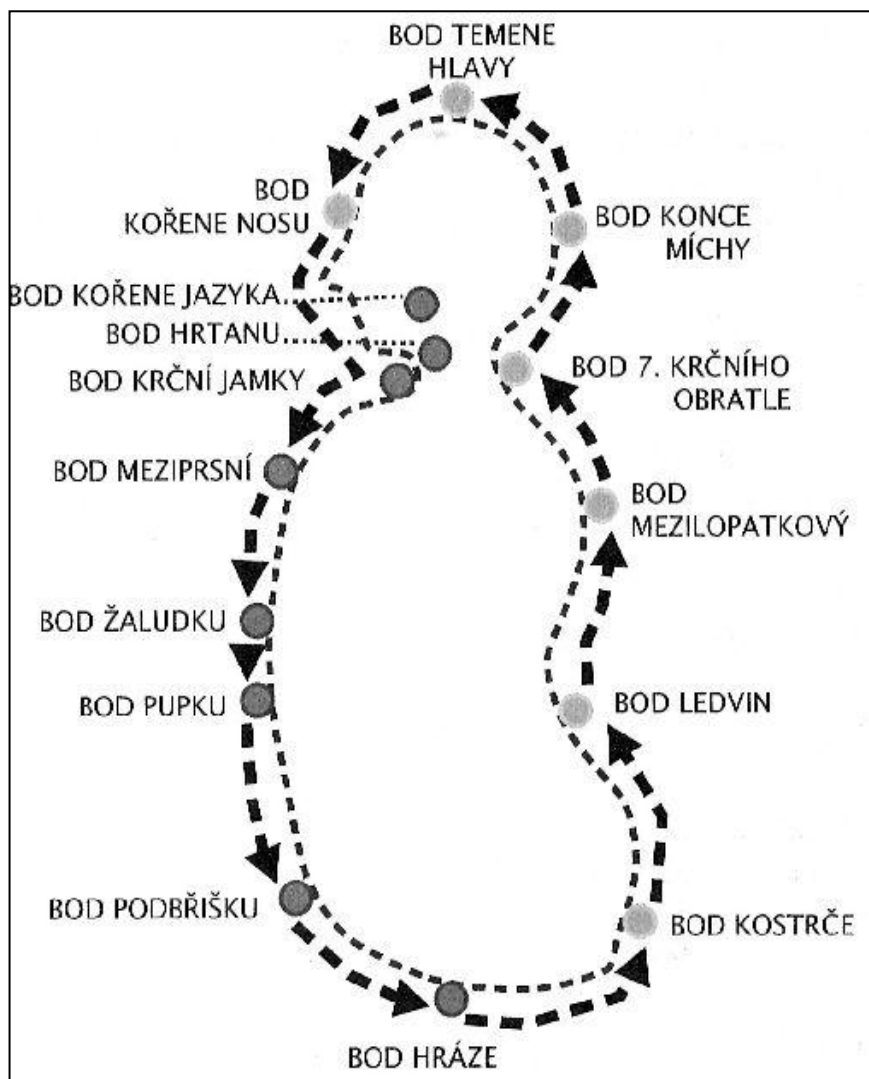 BOD TEMENE
HLAVY
BOD
KOŘENE NOSU
BOD KONCE
MÍCHY
BOD KOŘENE JAZYKA
BOD HRTANU
BOD KRČNÍ JAMKY
BOD 7. KRČNÍHO
OBRATLE
BOD MEZIPRSNÍ
BOD
MEZILOPATKOVÝ
BOD ŽALUDKU
BOD PUPKU
BOD LEDVIN
BOD PODBŘIŠKU
BOD KOSTRČE
BOD HRÁZE